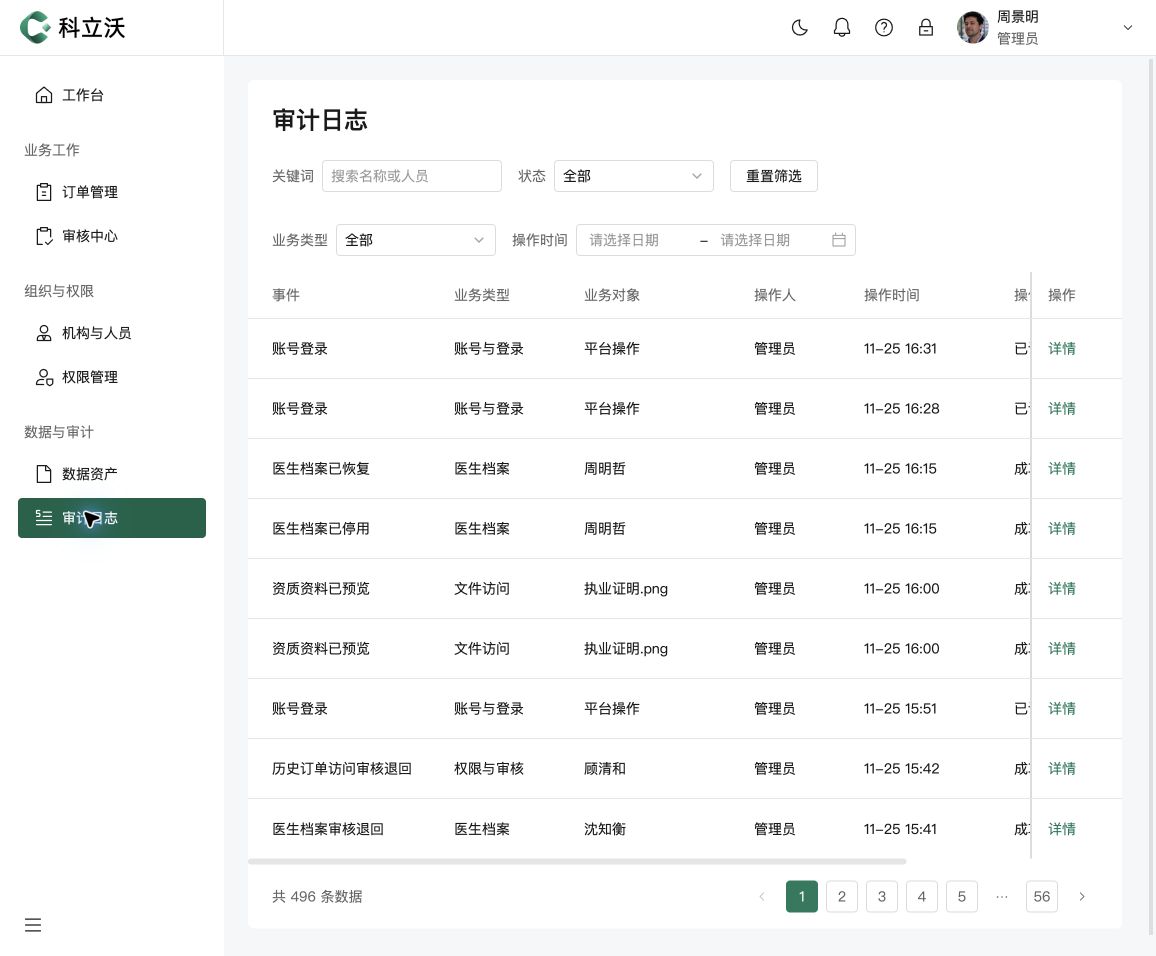 科立沃
周景明
管理员
工作台
业务工作
订单管理
审核中心
组织与权限
机构与人员
权限管理
数据与审计
数据资产
审计日志
审计日志
关键词 搜索名称或人员 状态 全部 重置筛选
业务类型 全部 操作时间 请选择日期 – 请选择日期
事件 业务类型 业务对象 操作人 操作时间 操作
账号登录 账号与登录 平台操作 管理员 11-25 16:31 已 详情
账号登录 账号与登录 平台操作 管理员 11-25 16:28 已 详情
医生档案已恢复 医生档案 周明哲 管理员 11-25 16:15 成 详情
医生档案已停用 医生档案 周明哲 管理员 11-25 16:15 成 详情
资质资料已预览 文件访问 执业证明.png 管理员 11-25 16:00 成 详情
资质资料已预览 文件访问 执业证明.png 管理员 11-25 16:00 成 详情
账号登录 账号与登录 平台操作 管理员 11-25 15:51 已 详情
历史订单访问审核退回 权限与审核 顾清和 管理员 11-25 15:42 成 详情
医生档案审核退回 医生档案 沈知衡 管理员 11-25 15:41 成 详情
共 496 条数据 1 2 3 4 5 ··· 56